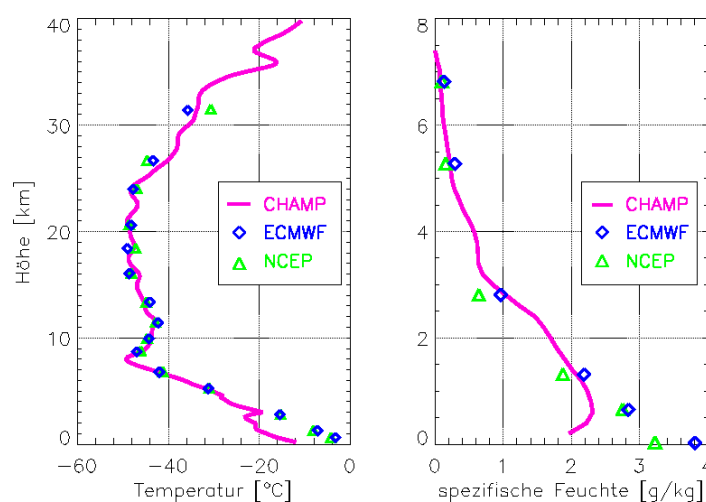 40
30
20
10
0
Höhe [km]
−60
−40
−20
−0
Temperatur [°C]
CHAMP
ECMWF
NCEP
8
6
4
2
0
0
1
2
3
4
spezifische Feuchte [g/kg]
CHAMP
ECMWF
NCEP